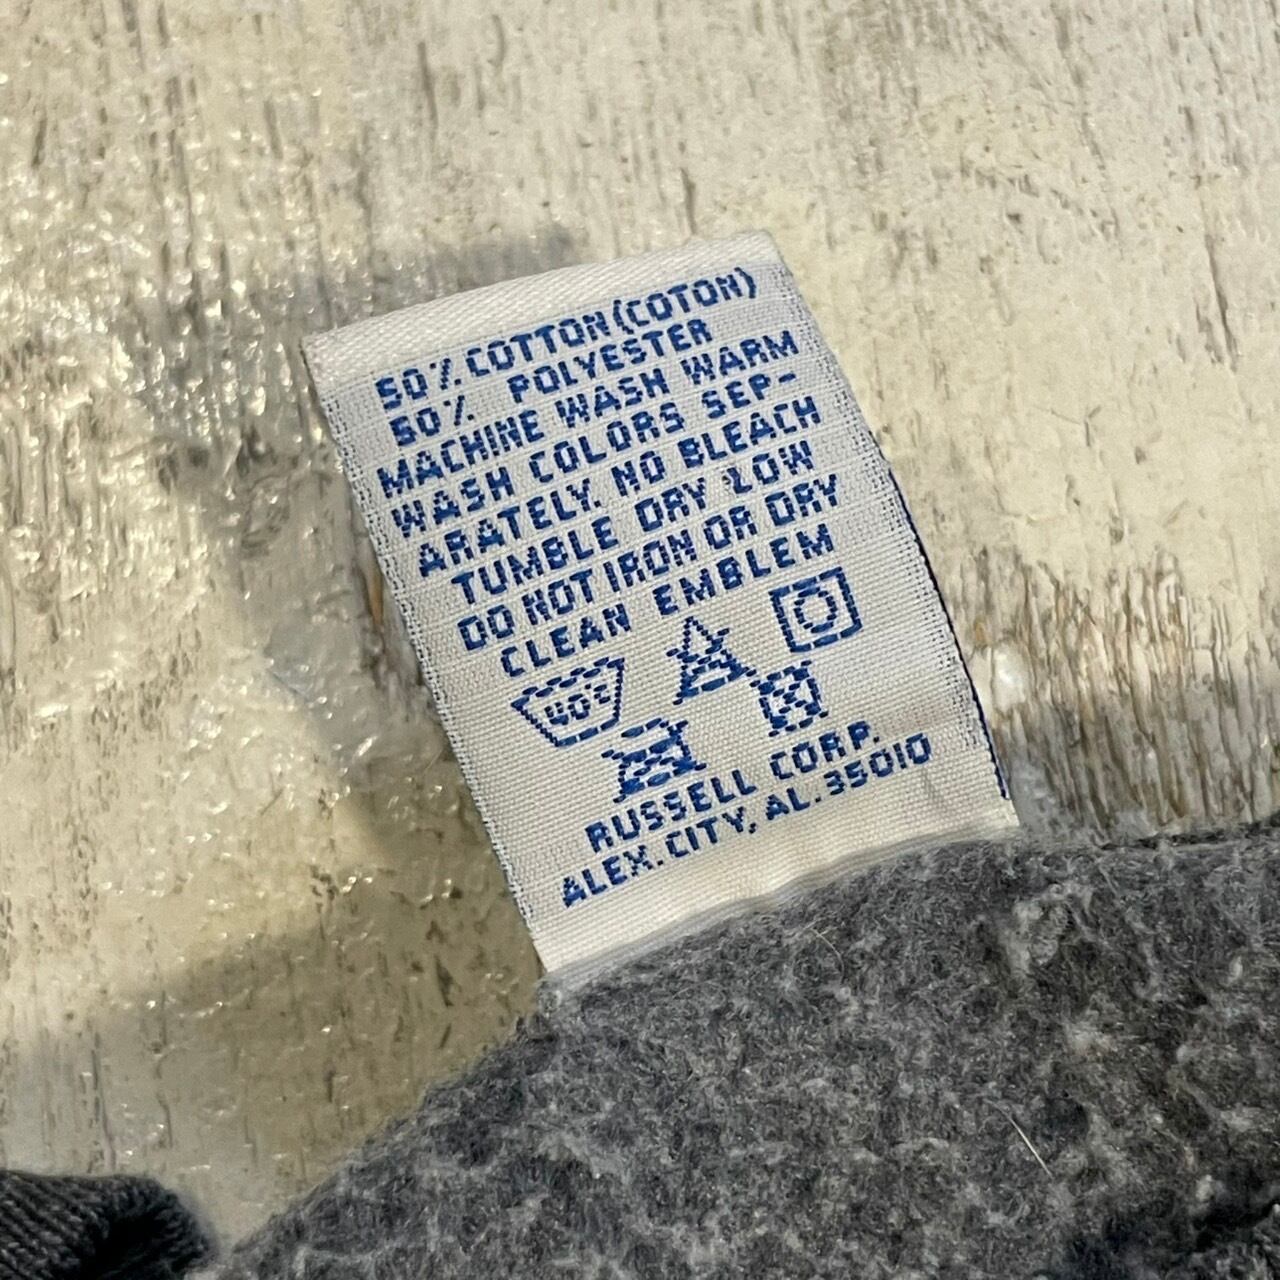 50% COTTON (COTON)
50% POLYESTER
MACHINE WASH WARM
WASH COLORS SEP-
ARATELY. NO BLEACH
TUMBLE DRY LOW
DO NOT IRON OR DRY
CLEAN EMBLEM
40°
RUSSELL CORP.
ALEX. CITY, AL. 35010